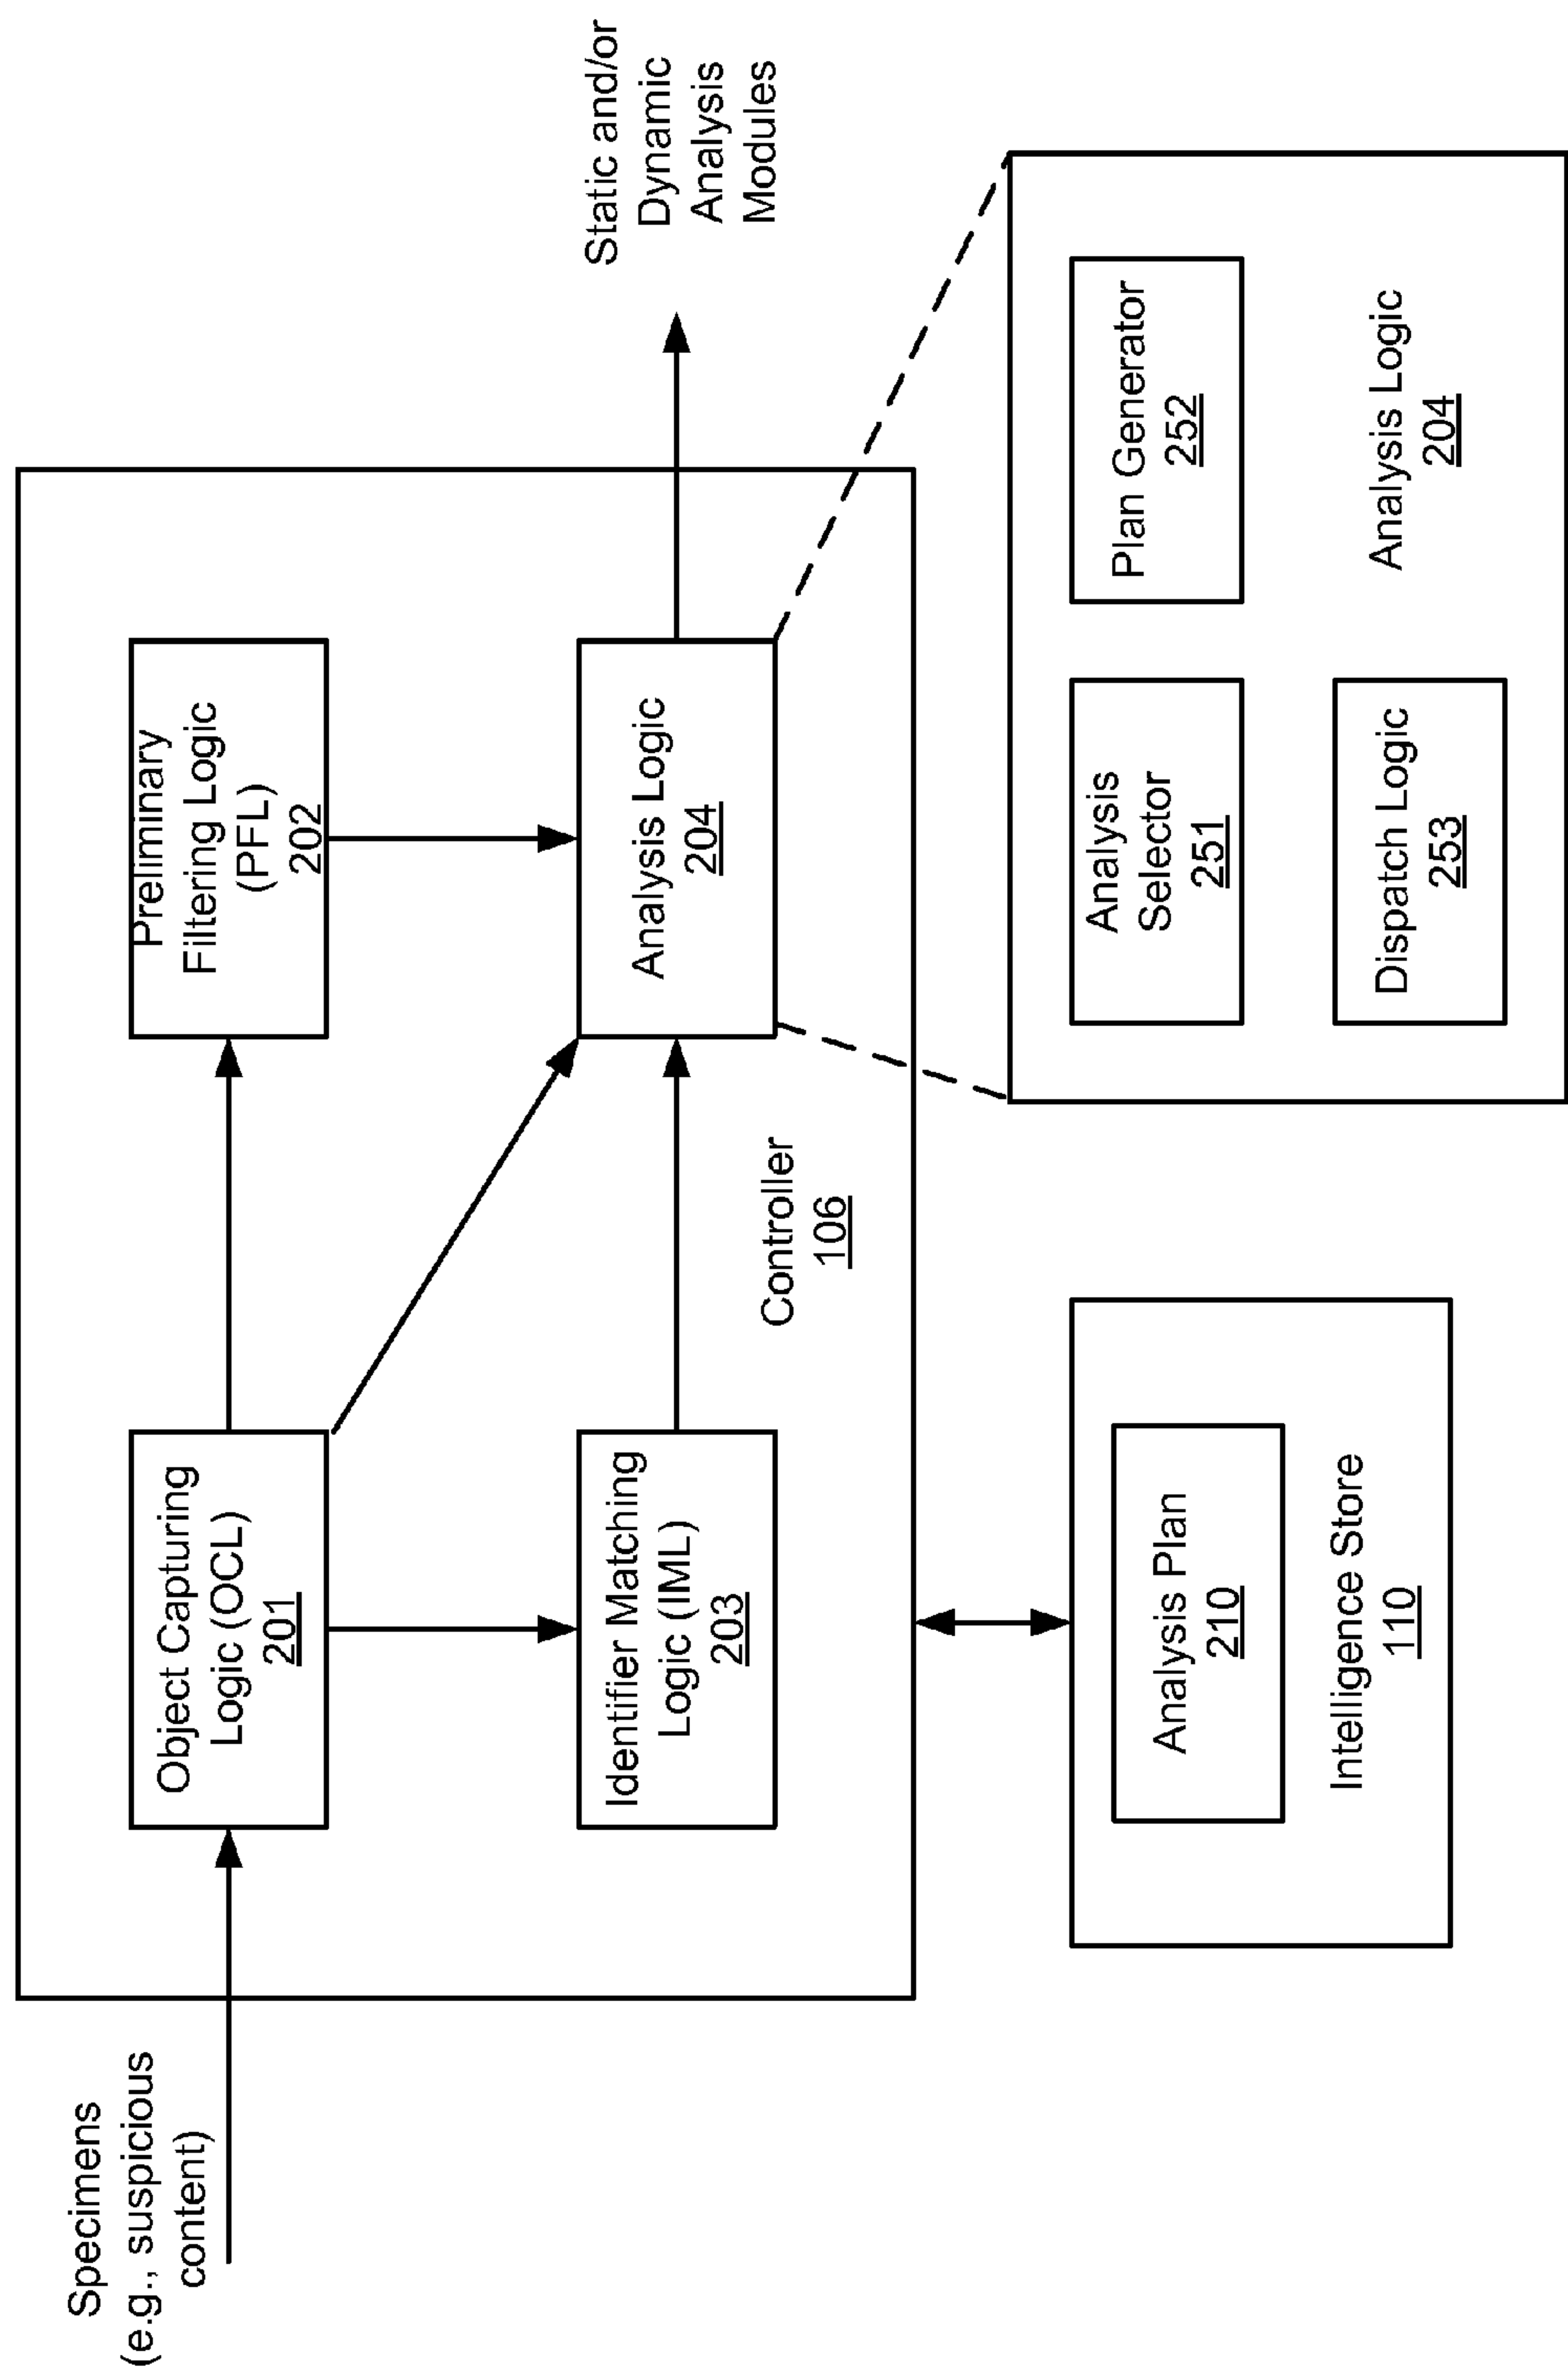 Specimens
(e.g., suspicious
content)
Object Capturing
Logic (OCL)
201
Preliminary
Filtering Logic
(PFL)
202
Identifier Matching
Logic (IML)
203
Analysis Logic
204
Static and/or
Dynamic
Analysis
Modules
Controller
106
Analysis Plan
210
Intelligence Store
110
Analysis
Selector
251
Plan Generator
252
Dispatch Logic
253
Analysis Logic
204